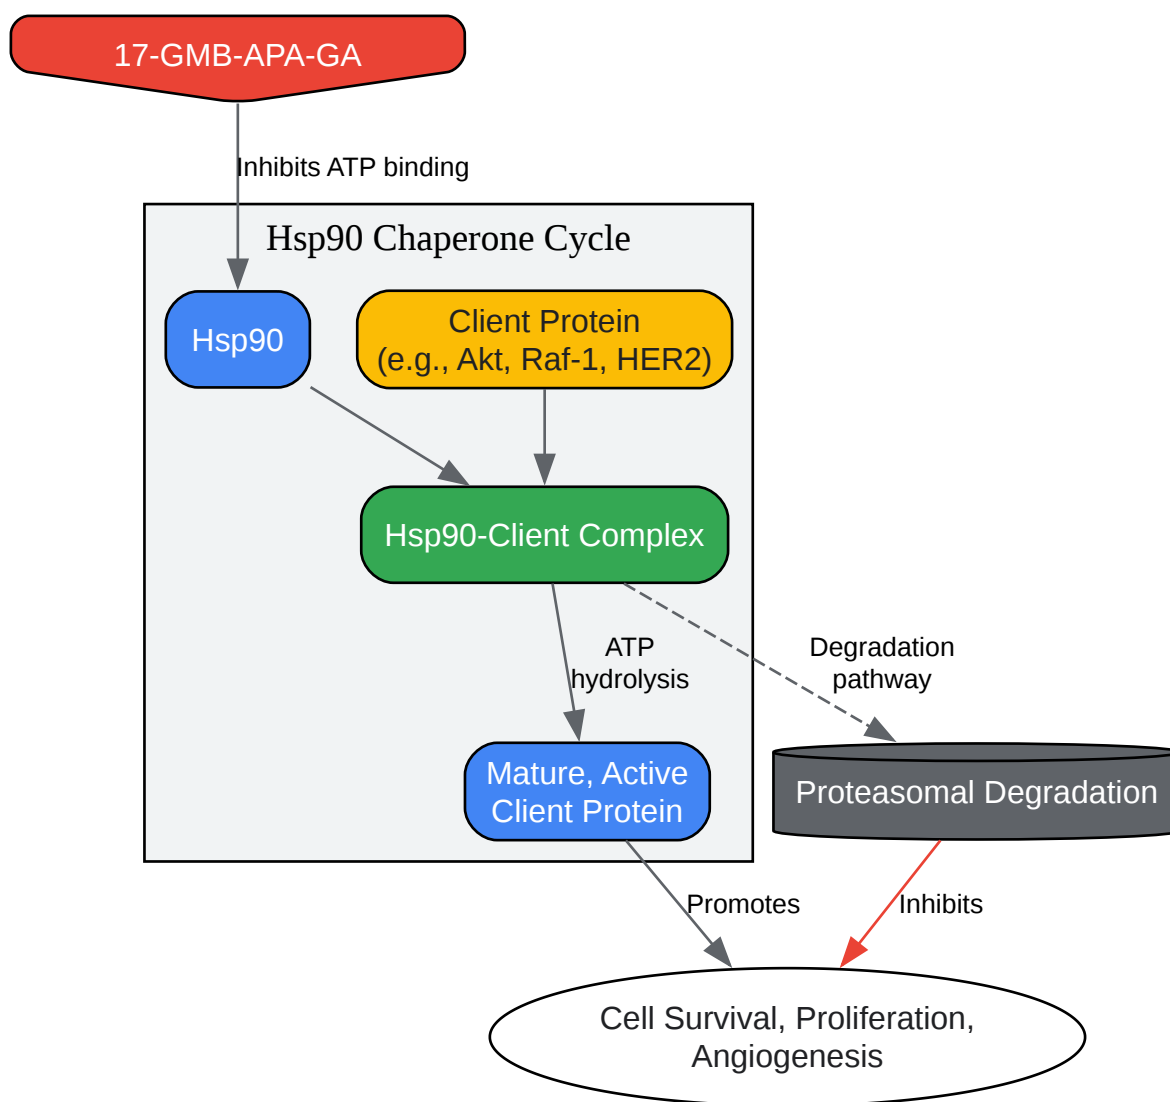 17-GMB-APA-GA
Inhibits ATP binding
Hsp90 Chaperone Cycle
Hsp90
Client Protein
(e.g., Akt, Raf-1, HER2)
Hsp90-Client Complex
ATP
hydrolysis
Degradation
pathway
Mature, Active
Client Protein
Proteasomal Degradation
Promotes
Inhibits
Cell Survival, Proliferation,
Angiogenesis